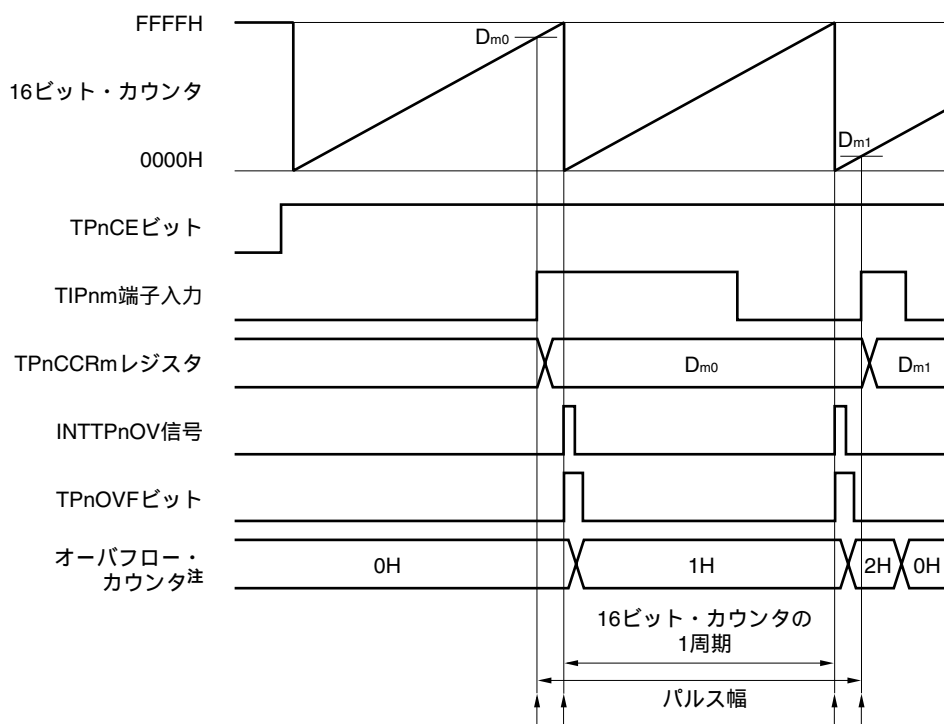 FFFFH
Dm0
16ビット・カウンタ
Dm1
0000H
TPnCEビット
TIPnm端子入力
TPnCCRmレジスタ
Dm0
Dm1
INTTPnOV信号
TPnOVFビット
オーバフロー・
カウンタ注
0H
1H
2H
0H
16ビット・カウンタの
1周期
パルス幅